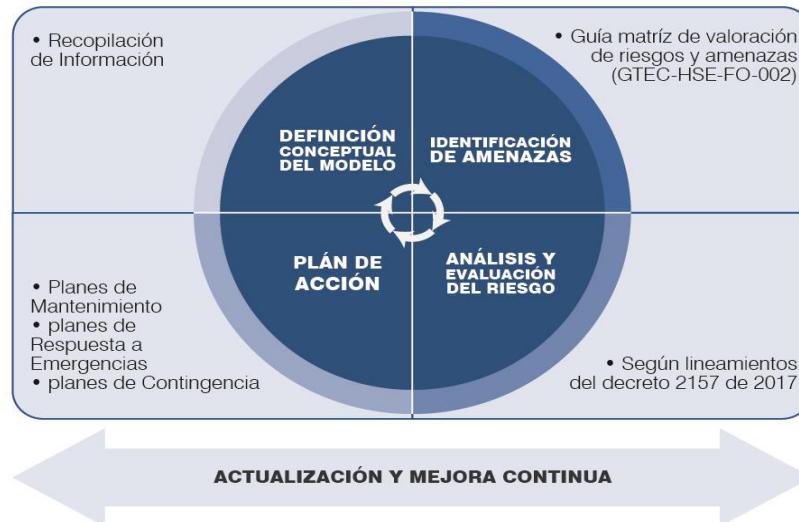 • Recopilación
de Información
• Guía matríz de valoración
de riesgos y amenazas
(GTEC-HSE-FO-002)
DEFINICIÓN
CONCEPTUAL
DEL MODELO
IDENTIFICACIÓN
DE AMENAZAS
PLÁN DE
ACCIÓN
ANÁLISIS Y
EVALUACIÓN
DEL RIESGO
• Planes de
Mantenimiento
• planes de
Respuesta a
Emergencias
• planes de Contingencia
• Según lineamientos
del decreto 2157 de 2017
ACTUALIZACIÓN Y MEJORA CONTINUA